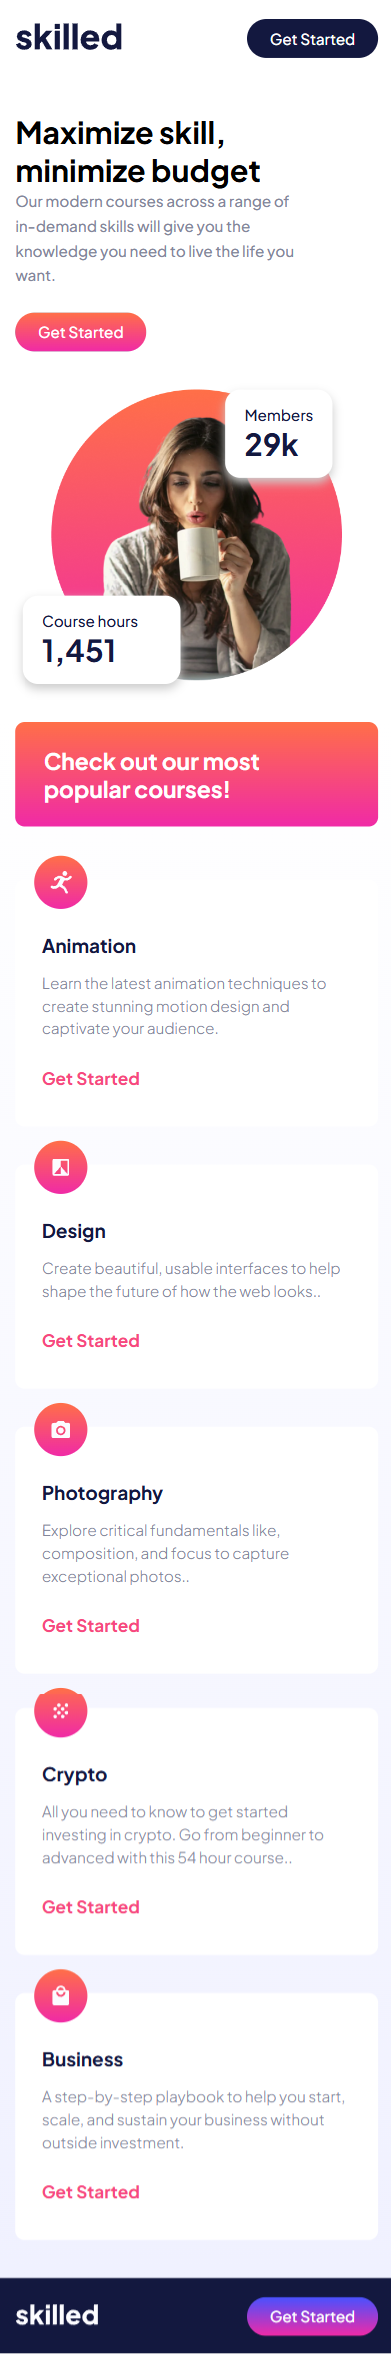 skilled
Get Started
Maximize skill,
minimize budget
Our modern courses across a range of
in-demand skills will give you the
knowledge you need to live the life you
want.
Get Started
Members
29k
Course hours
1,451
Check out our most
popular courses!
Animation
Learn the latest animation techniques to
create stunning motion design and
captivate your audience.
Get Started
Design
Create beautiful, usable interfaces to help
shape the future of how the web looks..
Get Started
Photography
Explore critical fundamentals like,
composition, and focus to capture
exceptional photos..
Get Started
Crypto
All you need to know to get started
investing in crypto. Go from beginner to
advanced with this 54 hour course..
Get Started
Business
A step-by-step playbook to help you start,
scale, and sustain your business without
outside investment.
Get Started
skilled
Get Started